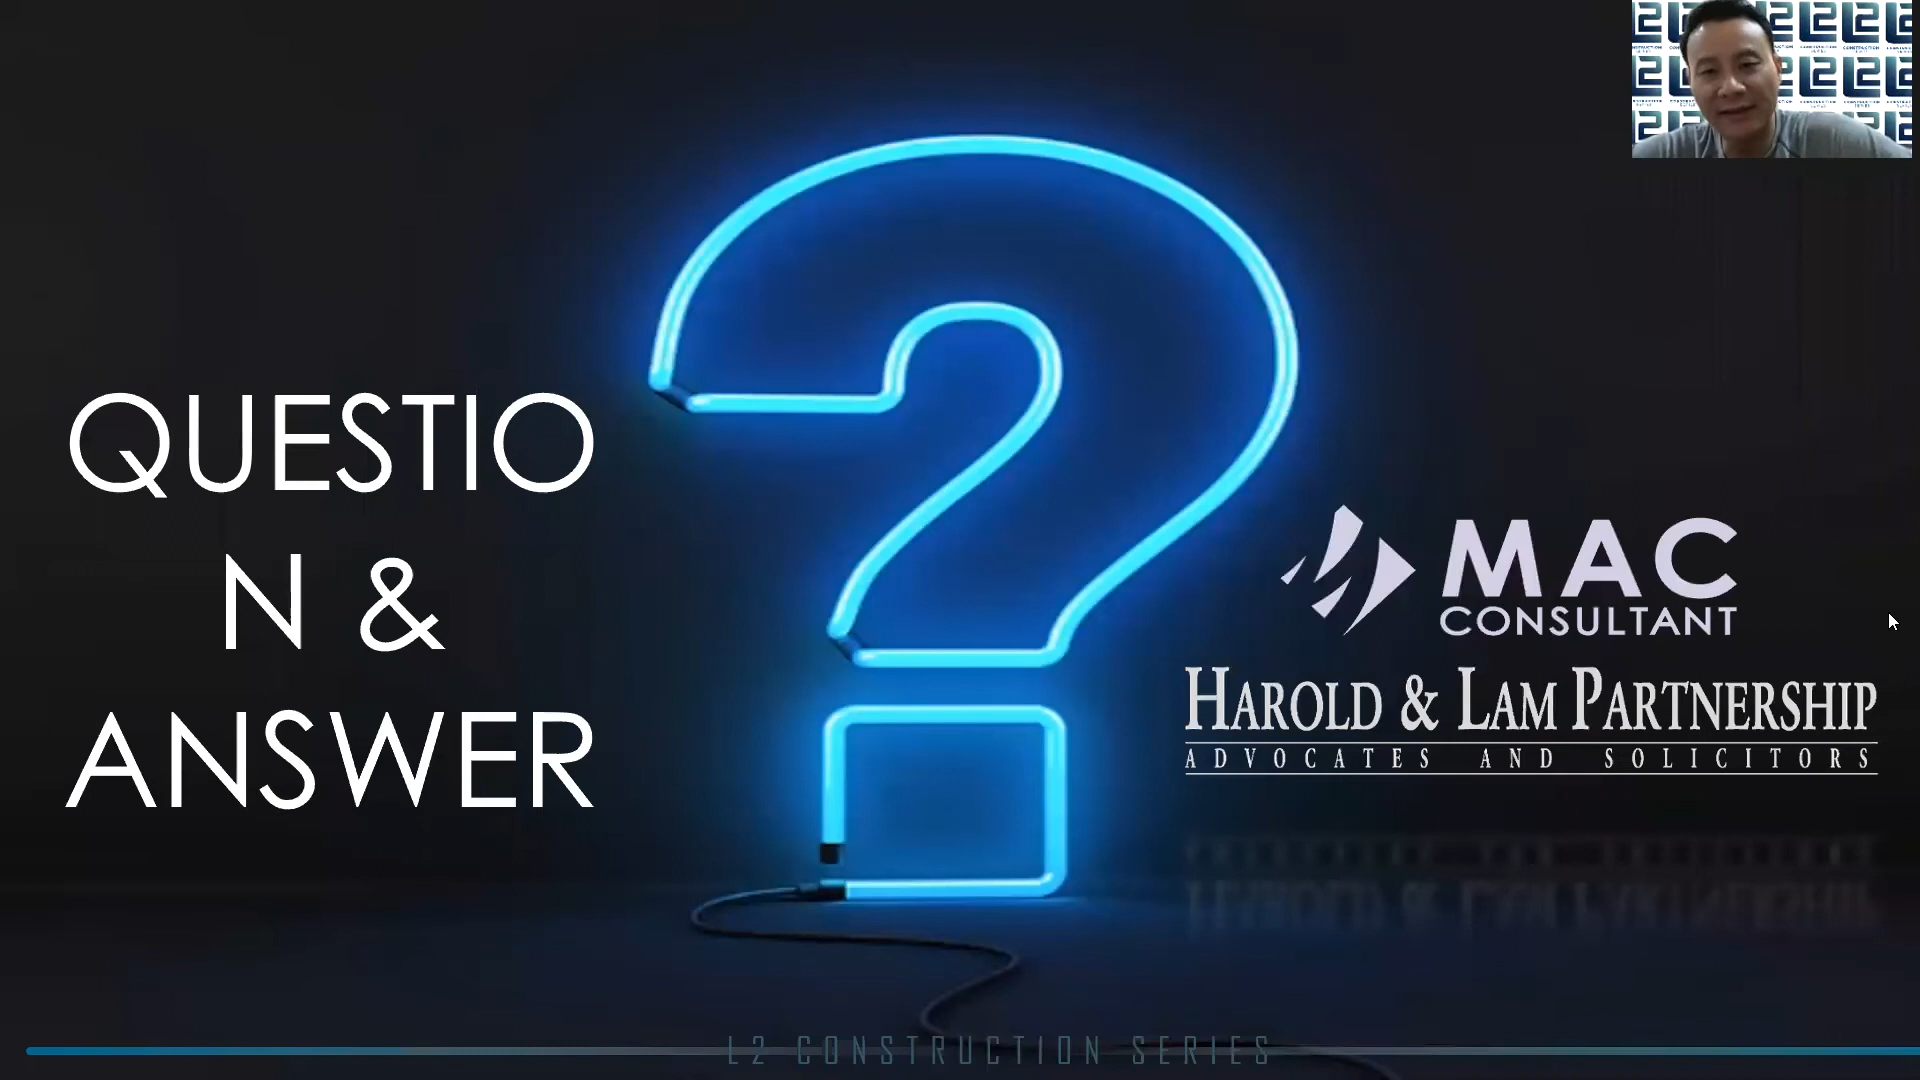 QUESTIO
N &
ANSWER
MAC
CONSULTANT
HAROLD & LAM PARTNERSHIP
ADVOCATES AND SOLICITORS
L2 CONSTRUCTION SERIES